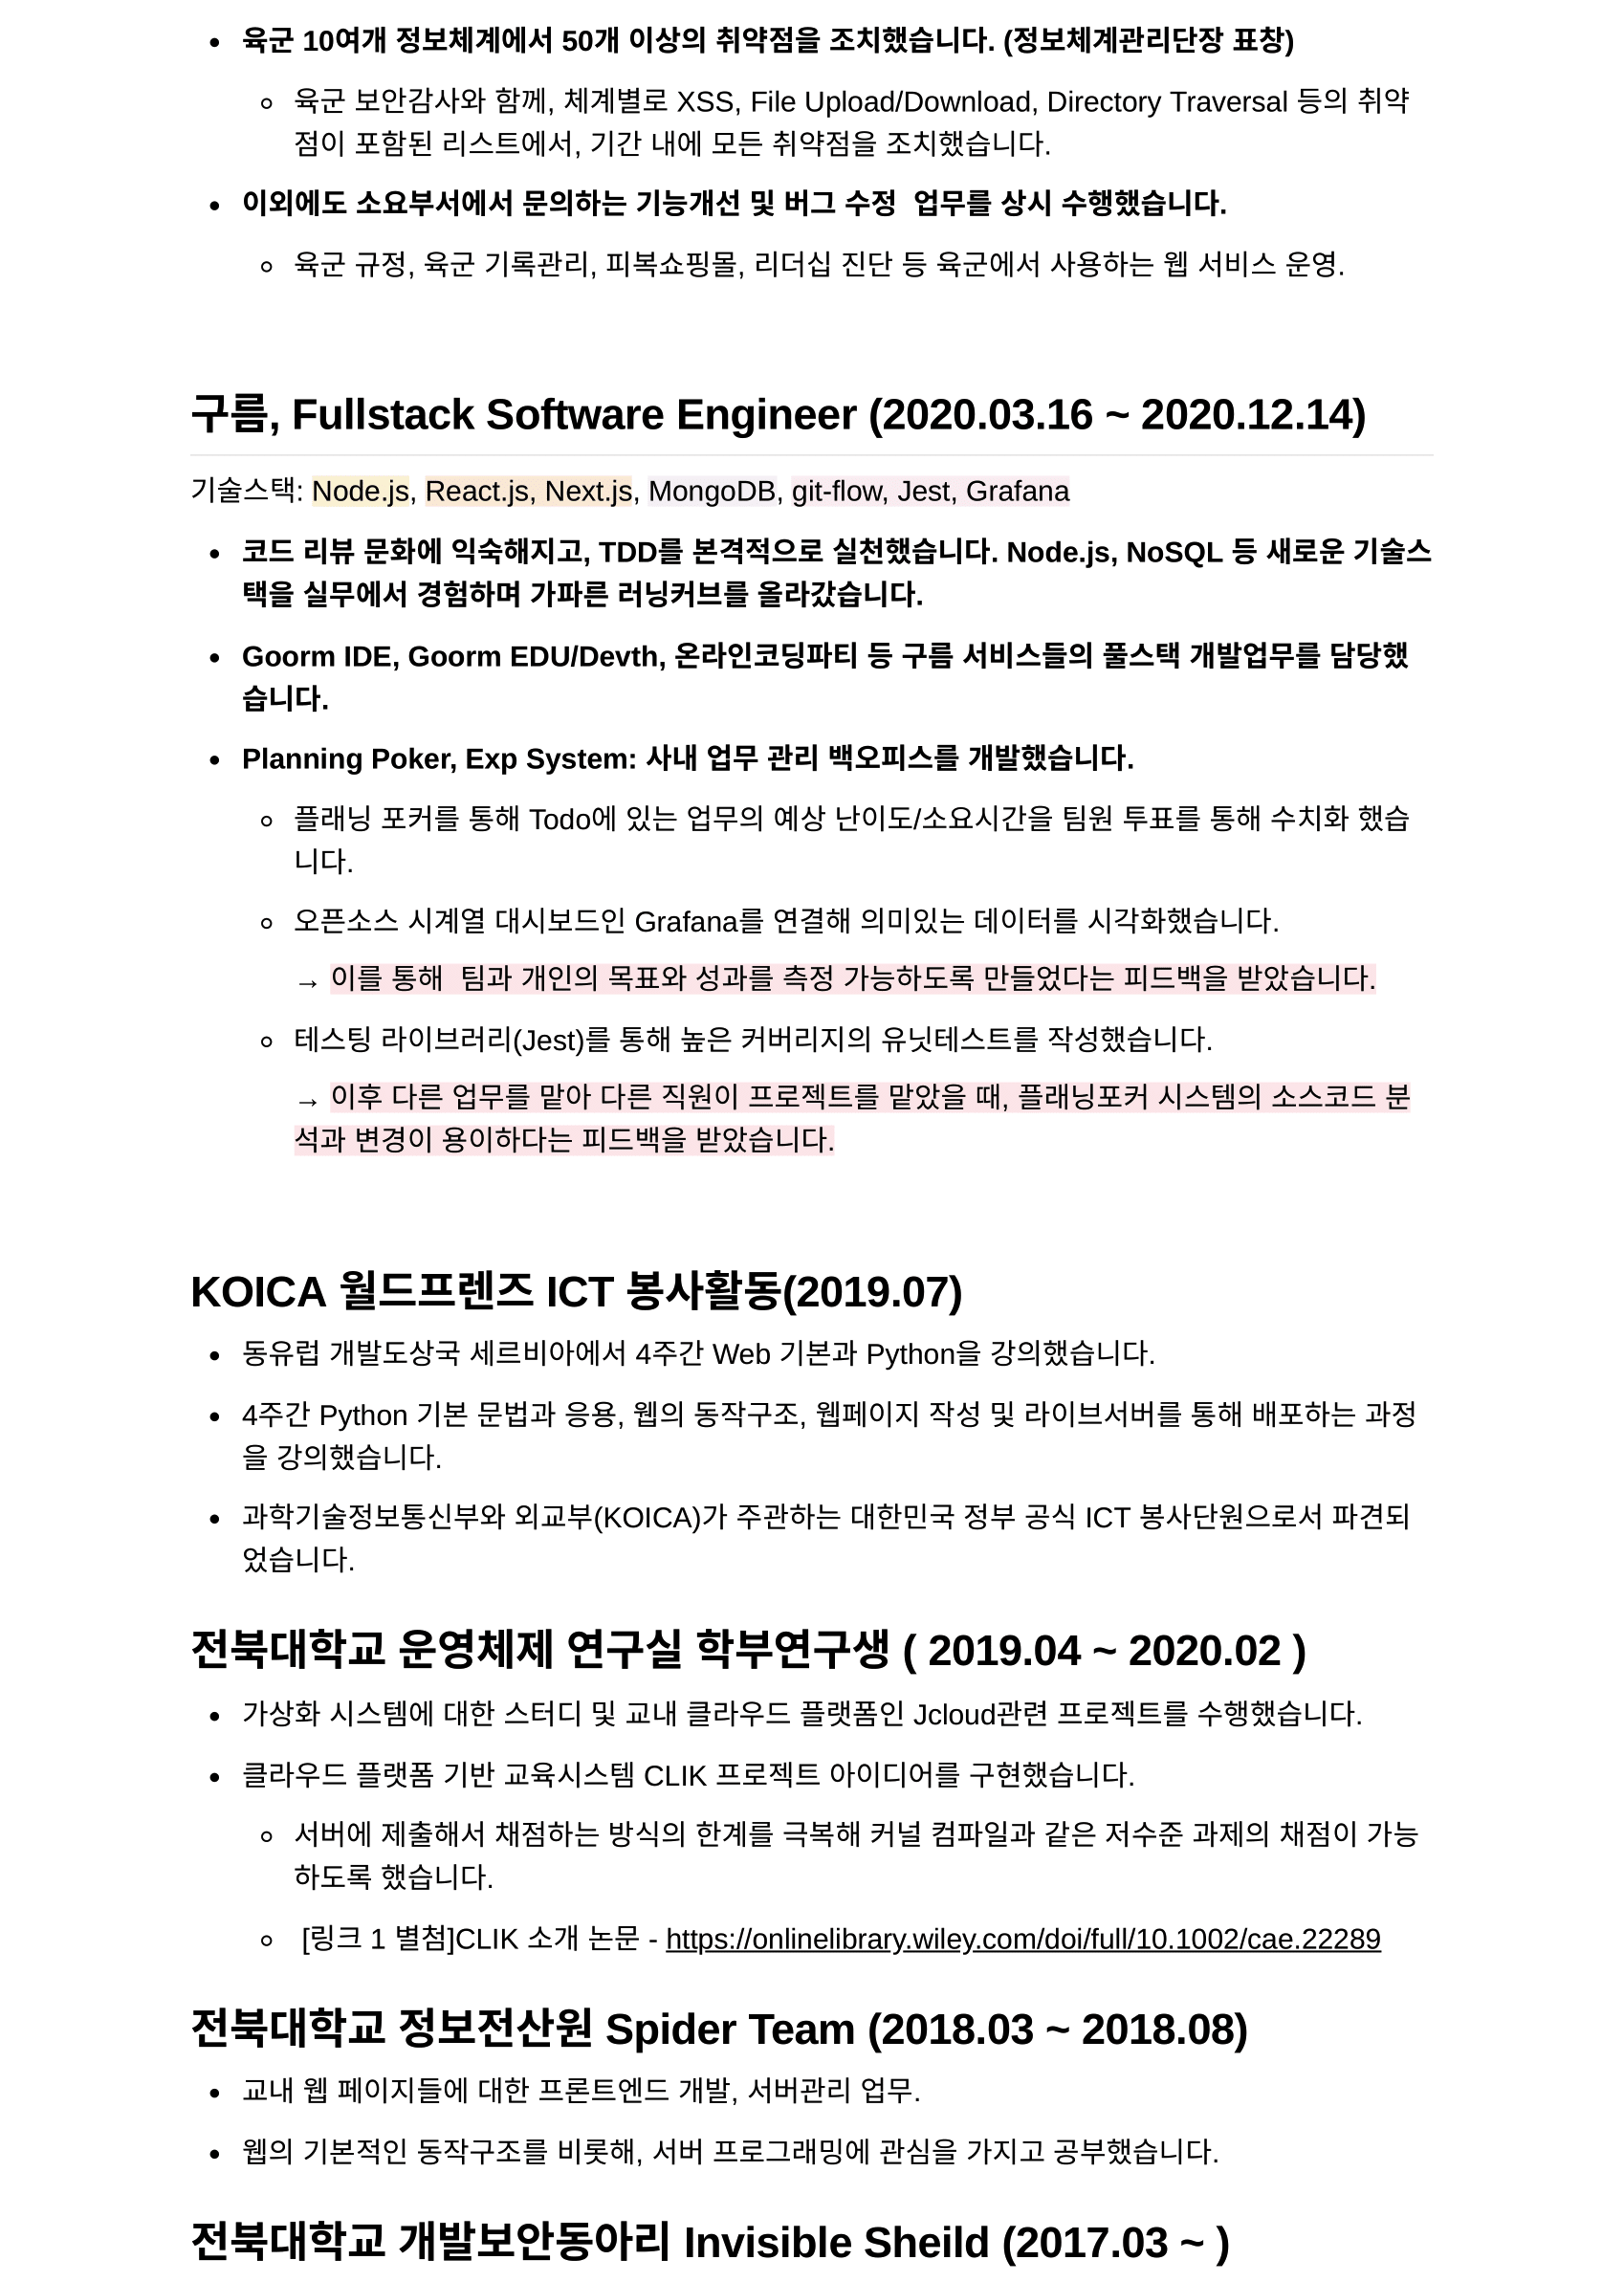 • 육군 10여개 정보체계에서 50개 이상의 취약점을 조치했습니다. (정보체계관리단장 표창)
◦ 육군 보안감사와 함께, 체계별로 XSS, File Upload/Download, Directory Traversal 등의 취약
점이 포함된 리스트에서, 기간 내에 모든 취약점을 조치했습니다.
• 이외에도 소요부서에서 문의하는 기능개선 및 버그 수정  업무를 상시 수행했습니다.
◦ 육군 규정, 육군 기록관리, 피복쇼핑몰, 리더십 진단 등 육군에서 사용하는 웹 서비스 운영.
구름, Fullstack Software Engineer (2020.03.16 ~ 2020.12.14)
기술스택: Node.js, React.js, Next.js, MongoDB, git-flow, Jest, Grafana
• 코드 리뷰 문화에 익숙해지고, TDD를 본격적으로 실천했습니다. Node.js, NoSQL 등 새로운 기술스
택을 실무에서 경험하며 가파른 러닝커브를 올라갔습니다.
• Goorm IDE, Goorm EDU/Devth, 온라인코딩파티 등 구름 서비스들의 풀스택 개발업무를 담당했
습니다.
• Planning Poker, Exp System: 사내 업무 관리 백오피스를 개발했습니다.
◦ 플래닝 포커를 통해 Todo에 있는 업무의 예상 난이도/소요시간을 팀원 투표를 통해 수치화 했습
니다.
◦ 오픈소스 시계열 대시보드인 Grafana를 연결해 의미있는 데이터를 시각화했습니다.
→ 이를 통해  팀과 개인의 목표와 성과를 측정 가능하도록 만들었다는 피드백을 받았습니다.
◦ 테스팅 라이브러리(Jest)를 통해 높은 커버리지의 유닛테스트를 작성했습니다.
→ 이후 다른 업무를 맡아 다른 직원이 프로젝트를 맡았을 때, 플래닝포커 시스템의 소스코드 분
석과 변경이 용이하다는 피드백을 받았습니다.
KOICA 월드프렌즈 ICT 봉사활동(2019.07)
• 동유럽 개발도상국 세르비아에서 4주간 Web 기본과 Python을 강의했습니다.
• 4주간 Python 기본 문법과 응용, 웹의 동작구조, 웹페이지 작성 및 라이브서버를 통해 배포하는 과정
을 강의했습니다.
• 과학기술정보통신부와 외교부(KOICA)가 주관하는 대한민국 정부 공식 ICT 봉사단원으로서 파견되
었습니다.
전북대학교 운영체제 연구실 학부연구생 ( 2019.04 ~ 2020.02 )
• 가상화 시스템에 대한 스터디 및 교내 클라우드 플랫폼인 Jcloud관련 프로젝트를 수행했습니다.
• 클라우드 플랫폼 기반 교육시스템 CLIK 프로젝트 아이디어를 구현했습니다.
◦ 서버에 제출해서 채점하는 방식의 한계를 극복해 커널 컴파일과 같은 저수준 과제의 채점이 가능
하도록 했습니다.
◦ [링크 1 별첨]CLIK 소개 논문 - https://onlinelibrary.wiley.com/doi/full/10.1002/cae.22289
전북대학교 정보전산원 Spider Team (2018.03 ~ 2018.08)
• 교내 웹 페이지들에 대한 프론트엔드 개발, 서버관리 업무.
• 웹의 기본적인 동작구조를 비롯해, 서버 프로그래밍에 관심을 가지고 공부했습니다.
전북대학교 개발보안동아리 Invisible Sheild (2017.03 ~ )